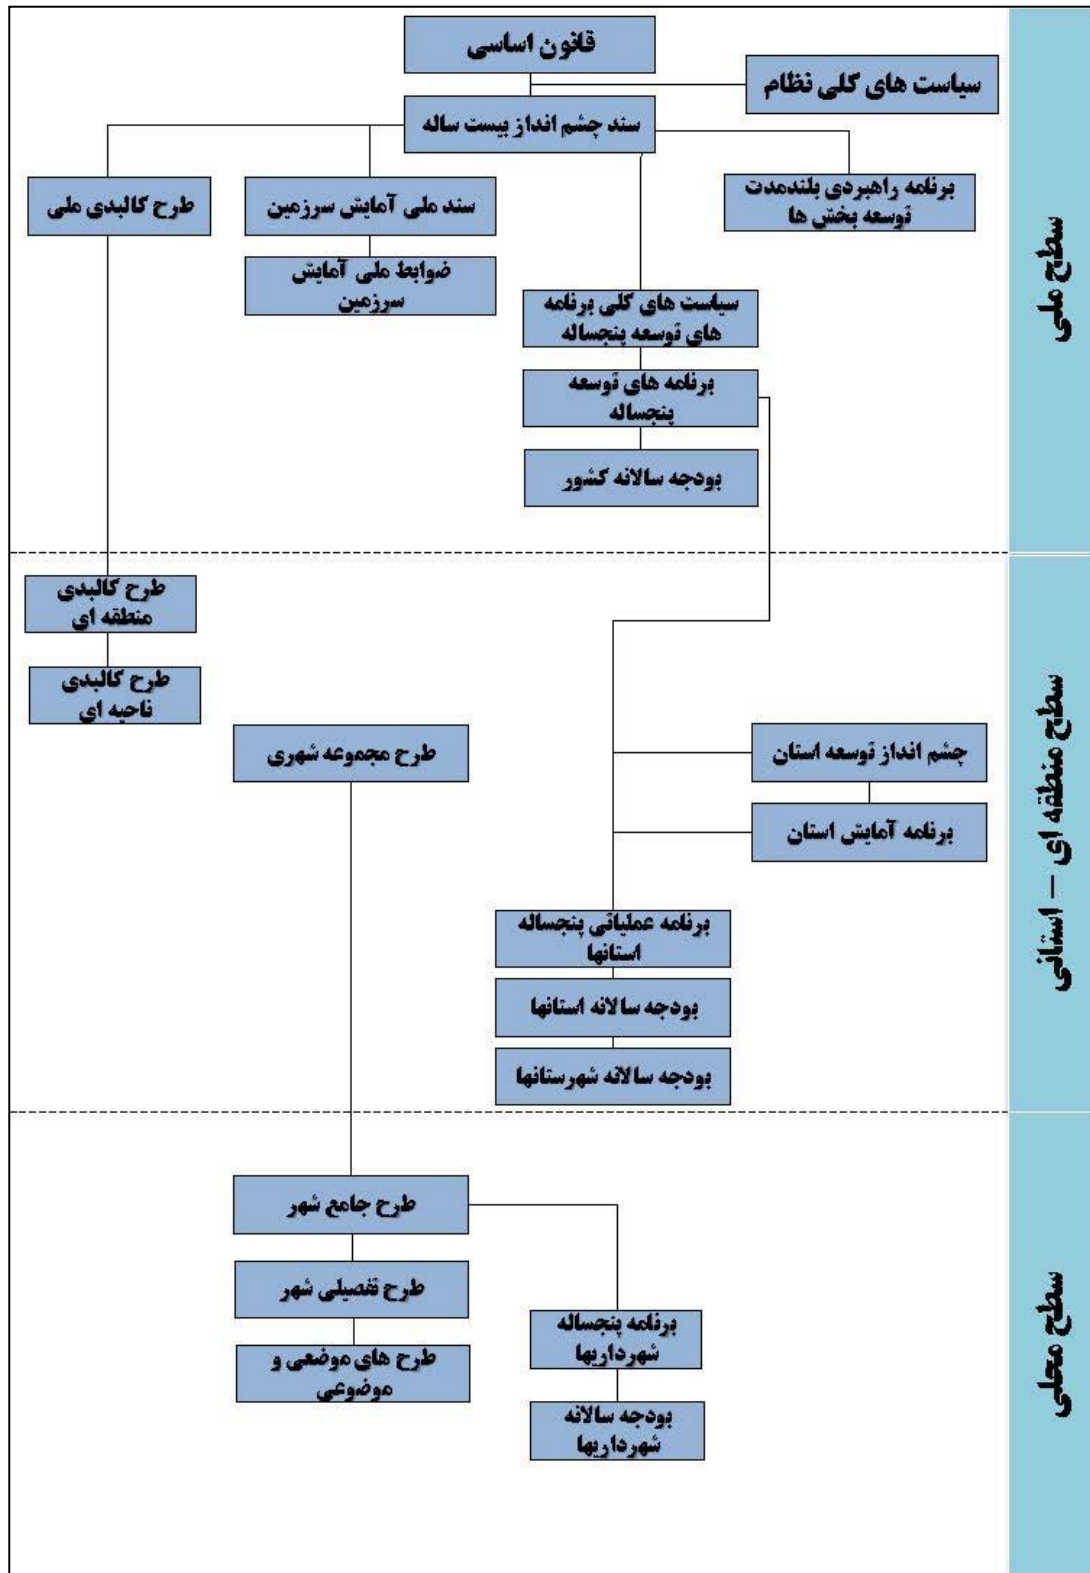 قانون اساسی
سیاست های کلی نظام
سند چشم انداز بیست ساله
برنامه راهبردی بلندمدت
توسعه بخش ها
سند ملی آمایش سرزمین
طرح کالبدی ملی
ضوابط ملی آمایش
سرزمین
سیاست های کلی برنامه
های توسعه پنجساله
برنامه های توسعه
پنجساله
بودجه سالانه کشور
سطح ملی
طرح کالبدی
منطقه ای
طرح کالبدی
ناحیه ای
طرح مجموعه شهری
چشم انداز توسعه استان
برنامه آمایش استان
برنامه عملیاتی پنجساله
استانها
بودجه سالانه استانها
بودجه سالانه شهرستانها
سطح منطقه ای – استانی
طرح جامع شهر
طرح تفصیلی شهر
طرح های موضعی و
موضوعی
برنامه پنجساله
شهرداریها
بودجه سالانه
شهرداریها
سطح محلی